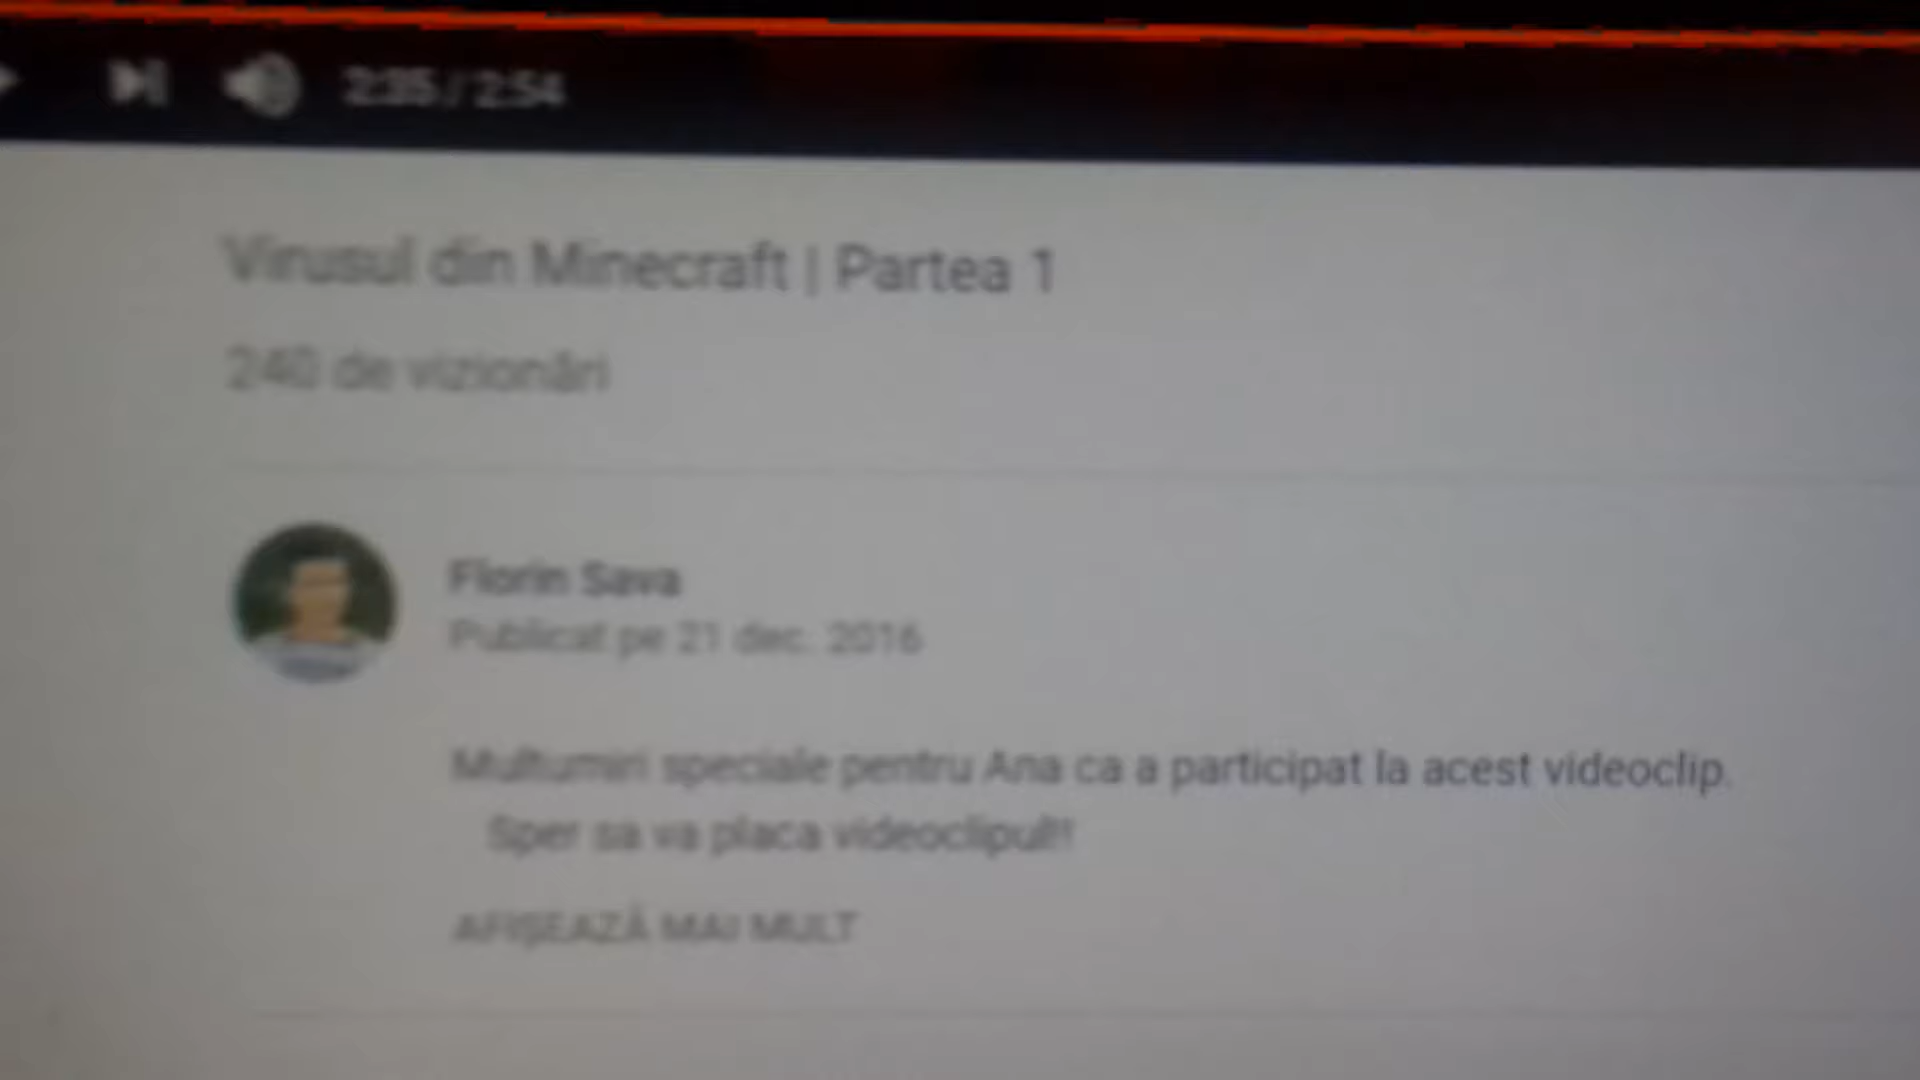 2:35 / 2:54
Virusul din Minecraft | Partea 1
240 de vizionări
Florin Sava
Publicat pe 21 dec. 2016
Multumiri speciale pentru Ana ca a participat la acest videoclip.
Sper sa va placa videoclipul!!
AFIȘEAZĂ MAI MULT